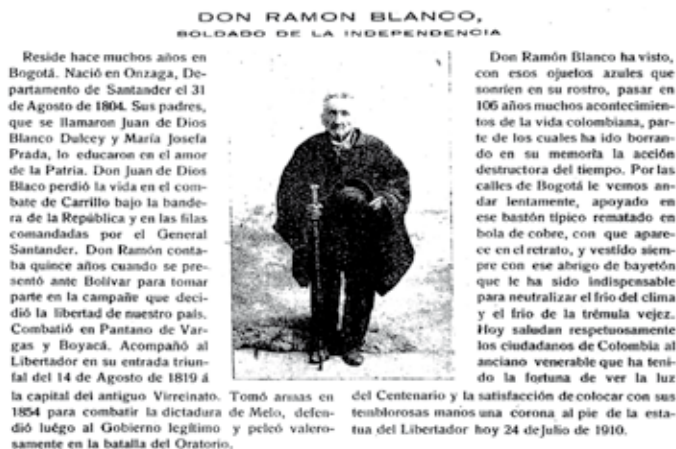 DON RAMON BLANCO,
SOLDADO DE LA INDEPENDENCIA
Reside hace muchos años en
Bogotá. Nació en Onzaga, De-
partamento de Santander el 31
de Agosto de 1804. Sus padres,
que se llamaron Juan de Dios
Blanco Dulcey y María Josefa
Prada, lo educaron en el amor
de la Patria. Don Juan de Dios
Blaco perdió la vida en el com-
bate de Carrillo bajo la bande-
ra de la República y en las filas
comandadas por el General
Santander. Don Ramón conta-
ba quince años cuando se pre-
sentó ante Bolívar para tomar
parte en la campañe que deci-
dió la libertad de nuestro país.
Combatió en Pantano de Var-
gas y Boyacá. Acompañó al
Libertador en su entrada triun-
fal del 14 de Agosto de 1819 á
la capital del antiguo Virreinato. Tomó armas en
1854 para combatir la dictadura de Melo, defen-
dió luégo al Gobierno legítimo y peleó valero-
samente en la batalla del Oratorio.
Don Ramón Blanco ha visto,
con esos ojuelos azules que
sonríen en su rostro, pasar en
106 años muchos acontecimien-
tos de la vida colombiana, par-
te de los cuales ha ido borran-
do en su memoria la acción
destructora del tiempo. Por las
calles de Bogotá le vemos an-
dar lentamente, apoyado en
ese bastón típico rematado en
bola de cobre, con que apare-
ce en el retrato, y vestido siem-
pre con ese abrigo de bayetón
que le ha sido indispensable
para neutralizar el frío del clima
y el frío de la trémula vejez.
Hoy saludan respetuosamente
los ciudadanos de Colombia al
anciano venerable que ha teni-
do la fortuna de ver la luz
del Centenario y la satisfacción de colocar con sus
temblorosas manos una corona al pie de la esta-
tua del Libertador hoy 24 de Julio de 1910.